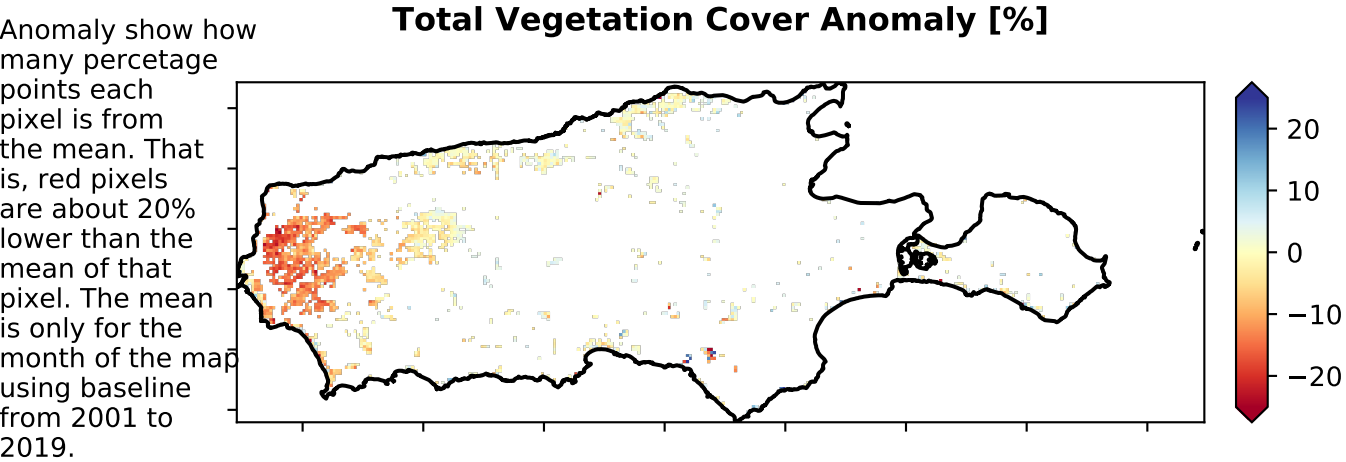 Total Vegetation Cover Anomaly [%]
Anomaly show how
many percetage
points each
pixel is from
the mean. That
is, red pixels
are about 20%
lower than the
mean of that
pixel. The mean
is only for the
month of the map
using baseline
from 2001 to
2019.
20
10
0
−10
−20